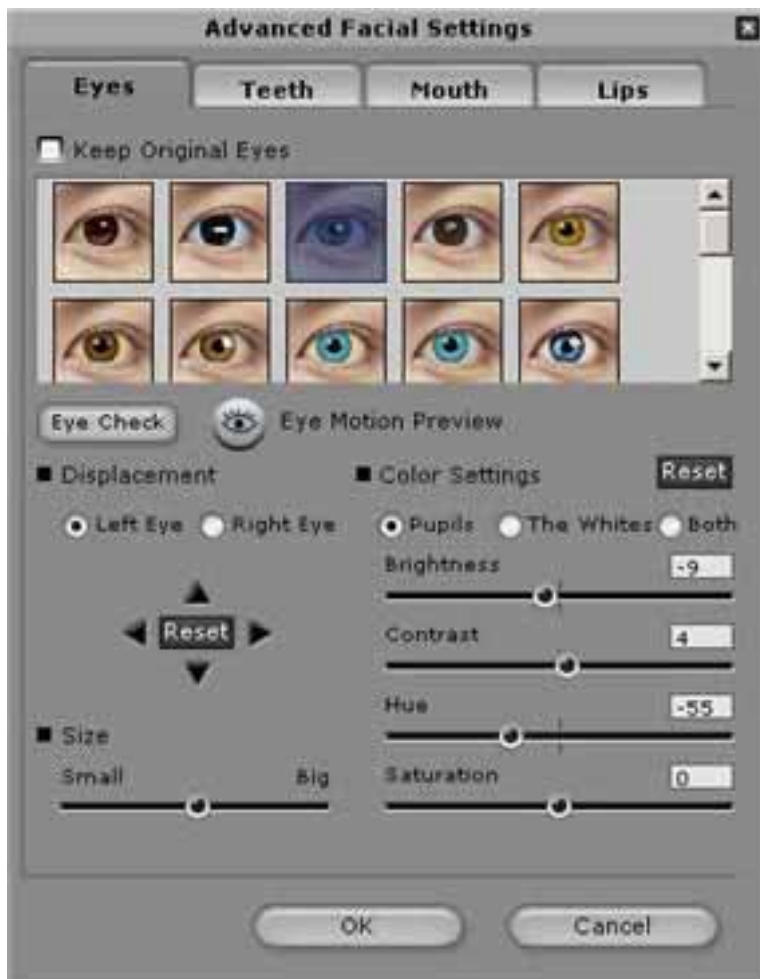 Advanced Facial Settings
Eyes Teeth Mouth Lips
Keep Original Eyes
Eye Check Eye Motion Preview
Displacement
Left Eye Right Eye
Reset
Size
Small Big
Color Settings Reset
Pupils The Whites Both
Brightness -9
Contrast 4
Hue -55
Saturation 0
OK Cancel